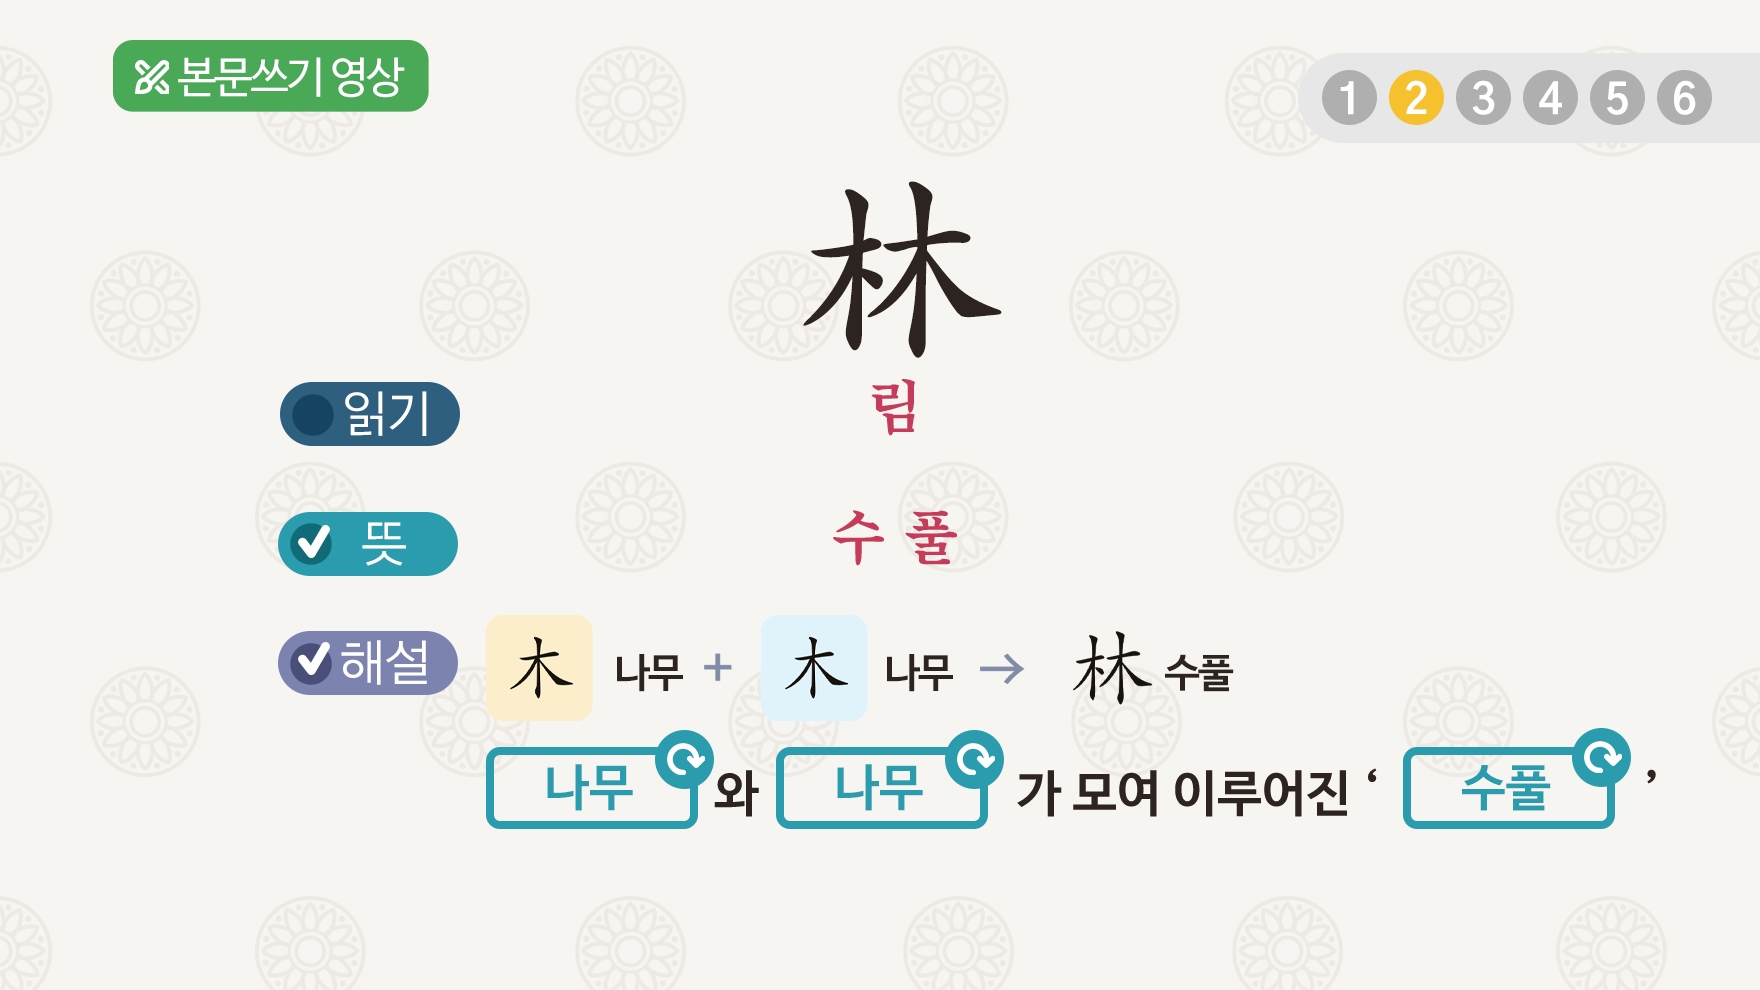 본문쓰기 영상
1 2 3 4 5 6
林
읽기 림
뜻 수 풀
해설 木 나무 + 木 나무 → 林 수풀
나무 와 나무 가 모여 이루어진 ‘ 수풀 ’